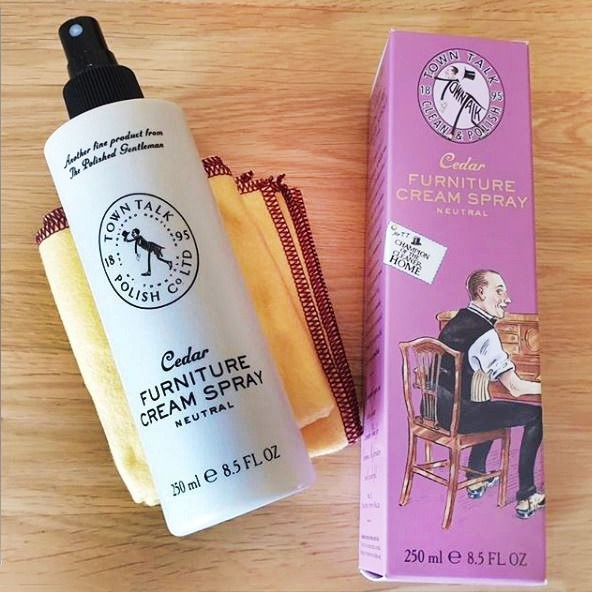 Another fine product from
The Polished Gentleman
TOWN TALK
18 95
POLISH Co LTD
Cedar
FURNITURE
CREAM SPRAY
NEUTRAL
250 ml e 8.5 FL OZ
TOWN TALK
18 95
TOWN TALK
CLEAN & POLISH
Cedar
FURNITURE
CREAM SPRAY
NEUTRAL
CHAMPION
OF THE
CLEANER
HOME
250 ml e 8.5 FL OZ